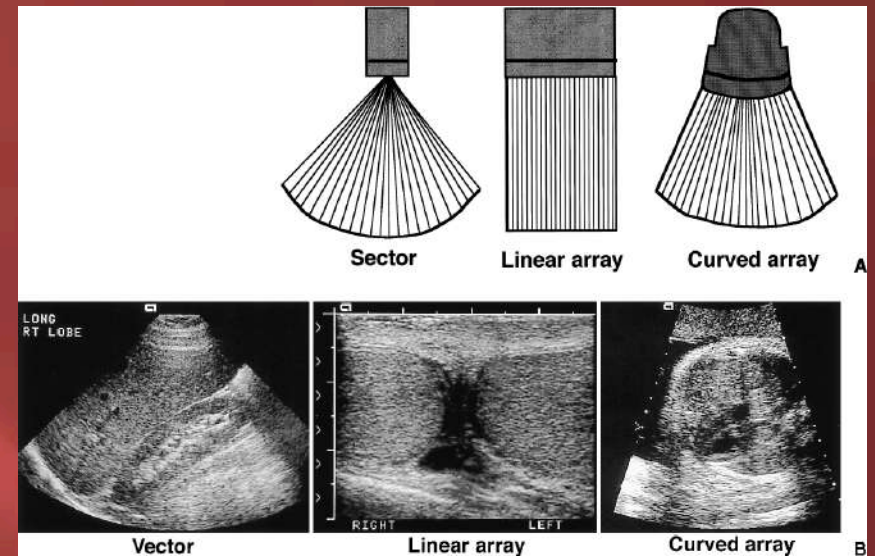 Sector
Linear array
Curved array
A
LONG
RT LOBE
RIGHT
LEFT
Vector
Linear array
Curved array
B